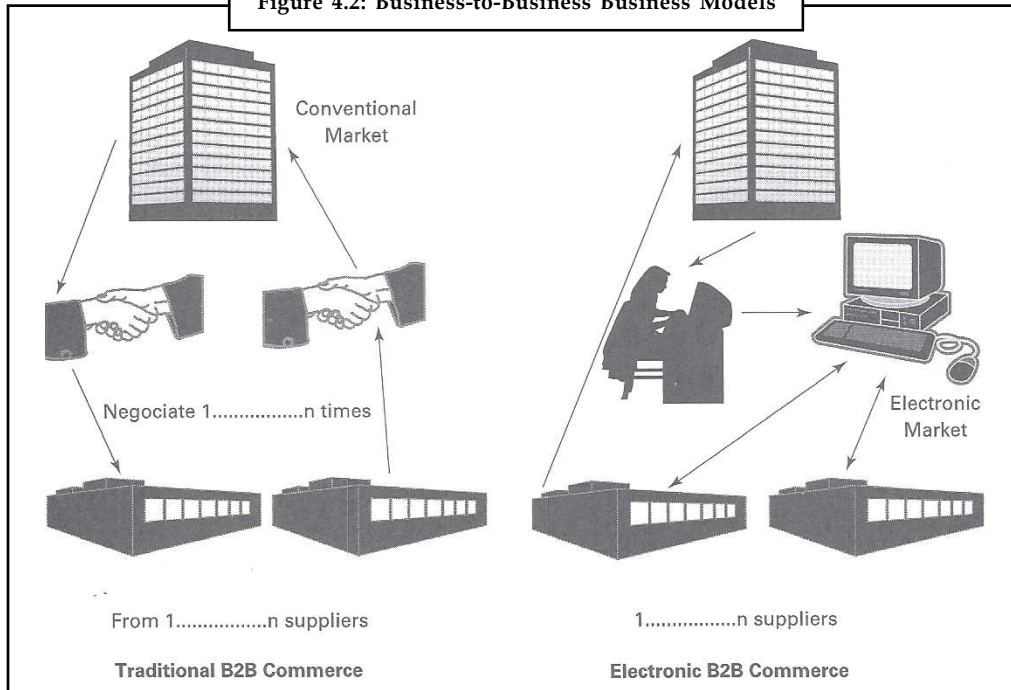 Figure 4.2: Business-to-Business Business Models
Conventional
Market
Negociate 1.................n times
From 1.................n suppliers
Traditional B2B Commerce
Electronic
Market
1.................n suppliers
Electronic B2B Commerce